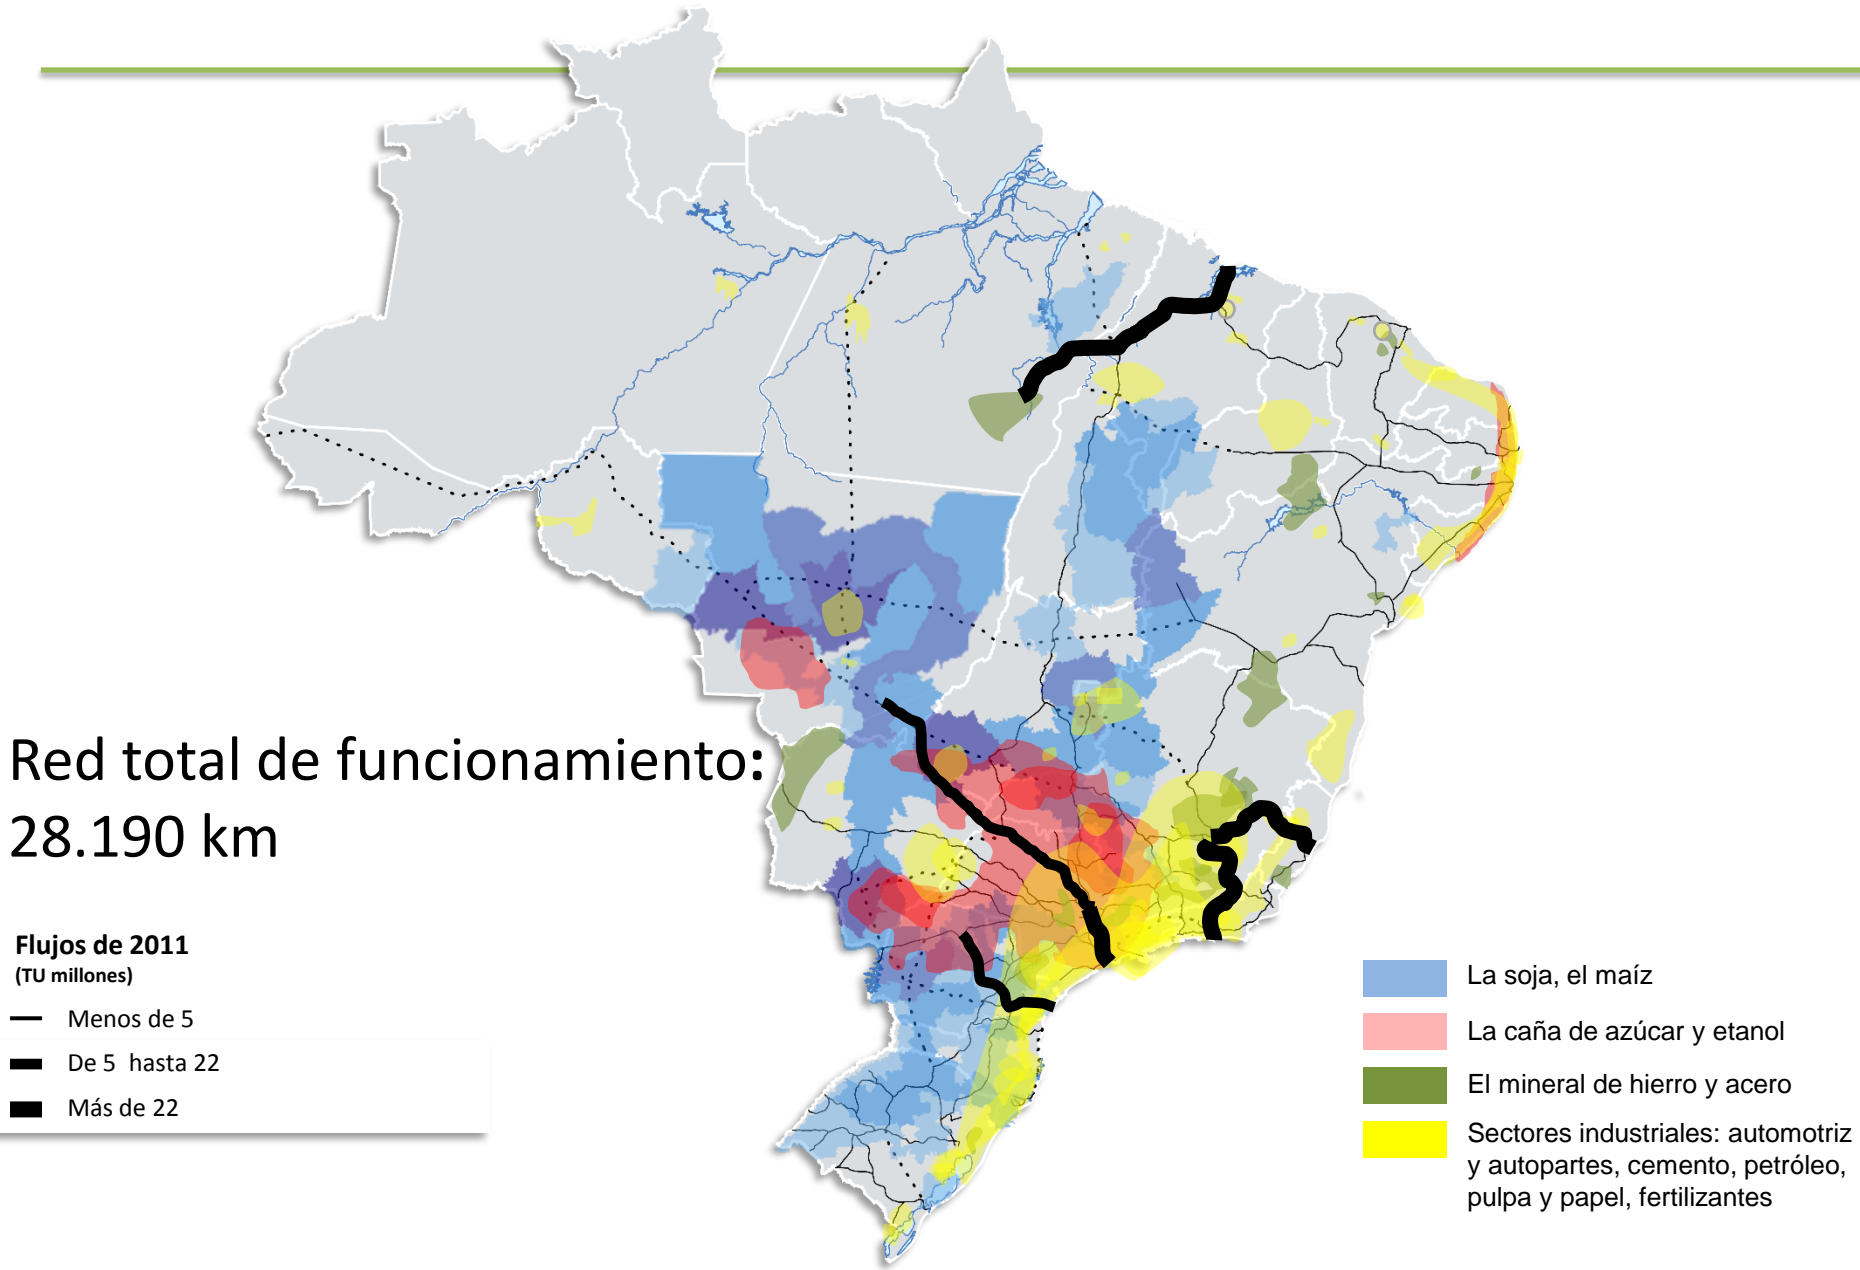 Red total de funcionamiento:
28.190 km
Flujos de 2011
(TU millones)
Menos de 5
De 5 hasta 22
Más de 22
La soja, el maíz
La caña de azúcar y etanol
El mineral de hierro y acero
Sectores industriales: automotriz
y autopartes, cemento, petróleo,
pulpa y papel, fertilizantes